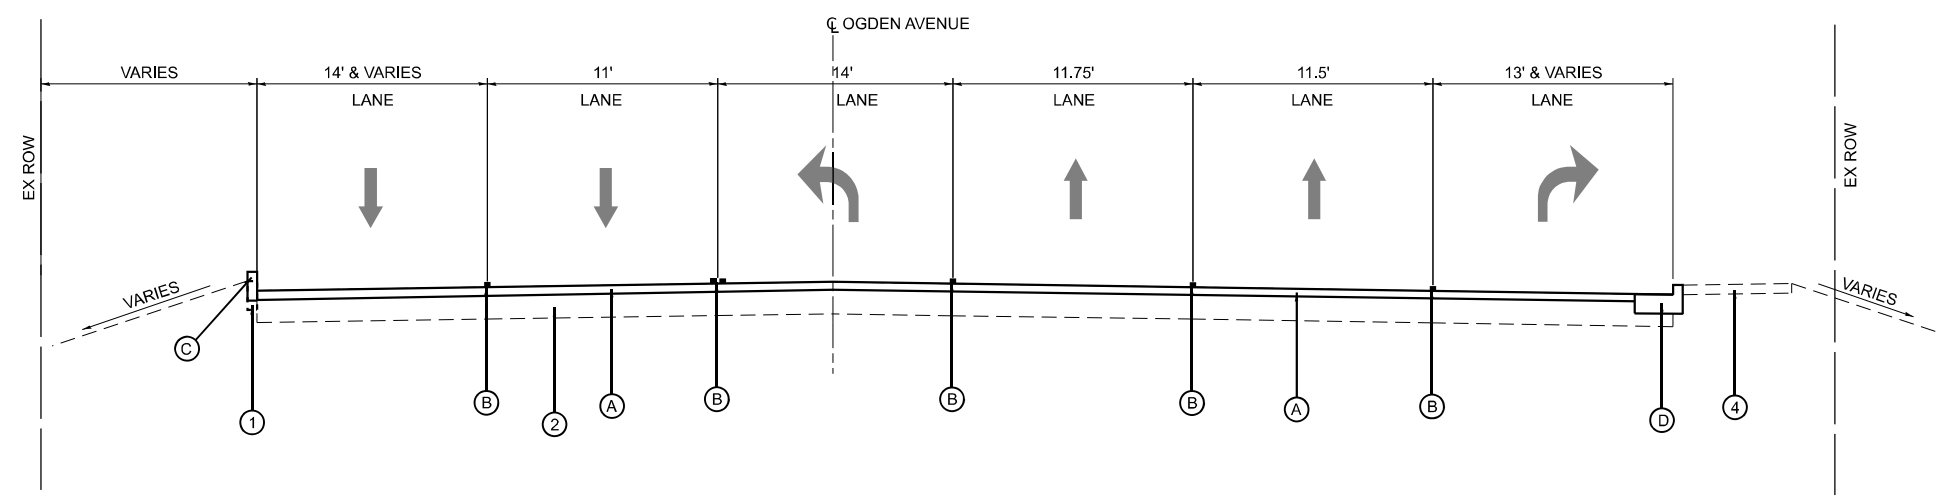 ℄ OGDEN AVENUE
VARIES
14' & VARIES
11'
14'
11.75'
11.5'
13' & VARIES
LANE
LANE
LANE
LANE
LANE
LANE
EX ROW
EX ROW
VARIES
VARIES
C
1
B
2
A
B
B
B
A
B
D
4